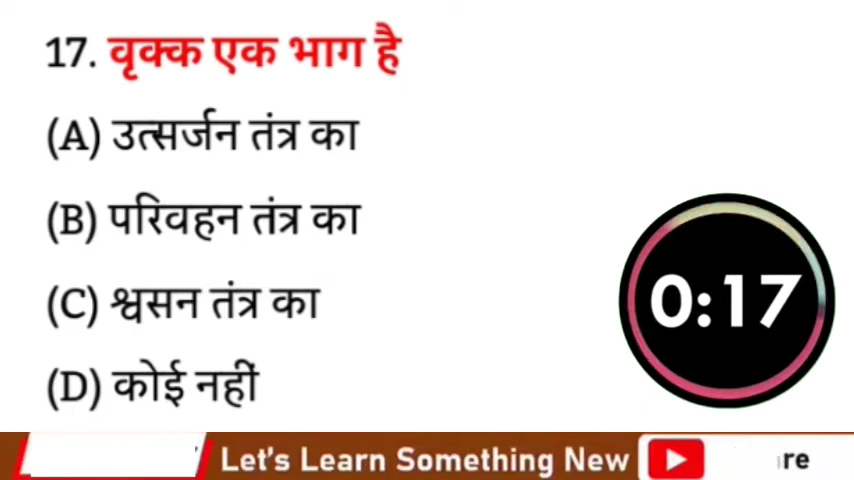 17. वृक्क एक भाग है
(A) उत्सर्जन तंत्र का
(B) परिवहन तंत्र का
(C) श्वसन तंत्र का
(D) कोई नहीं
0:17
Let's Learn Something New